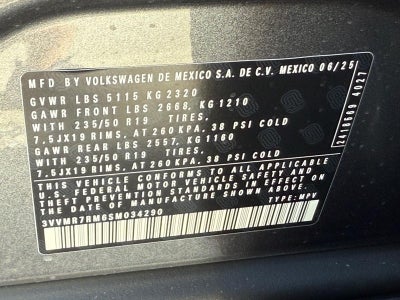 MFD BY VOLKSWAGEN DE MEXICO S.A. DE C.V. MEXICO 06/25
GVWR LBS 5115 KG 2320
GAWR FRONT LBS 2668, KG 1210
WITH 235/50 R19 TIRES,
7.5JX19 RIMS, AT 260 KPA, 38 PSI COLD
GAWR REAR LBS 2557, KG 1160
WITH 235/50 R19 TIRES,
7.5JX19 RIMS, AT 260 KPA, 38 PSI COLD
THIS VEHICLE CONFORMS TO ALL APPLICABLE
U.S. FEDERAL MOTOR VEHICLE SAFETY AND
THEFT PREVENTION STANDARDS IN EFFECT ON THE
DATE OF MANUFACTURE SHOWN ABOVE.
3VVMR7RM6SM034290 TYPE: MPV
2418609 4027